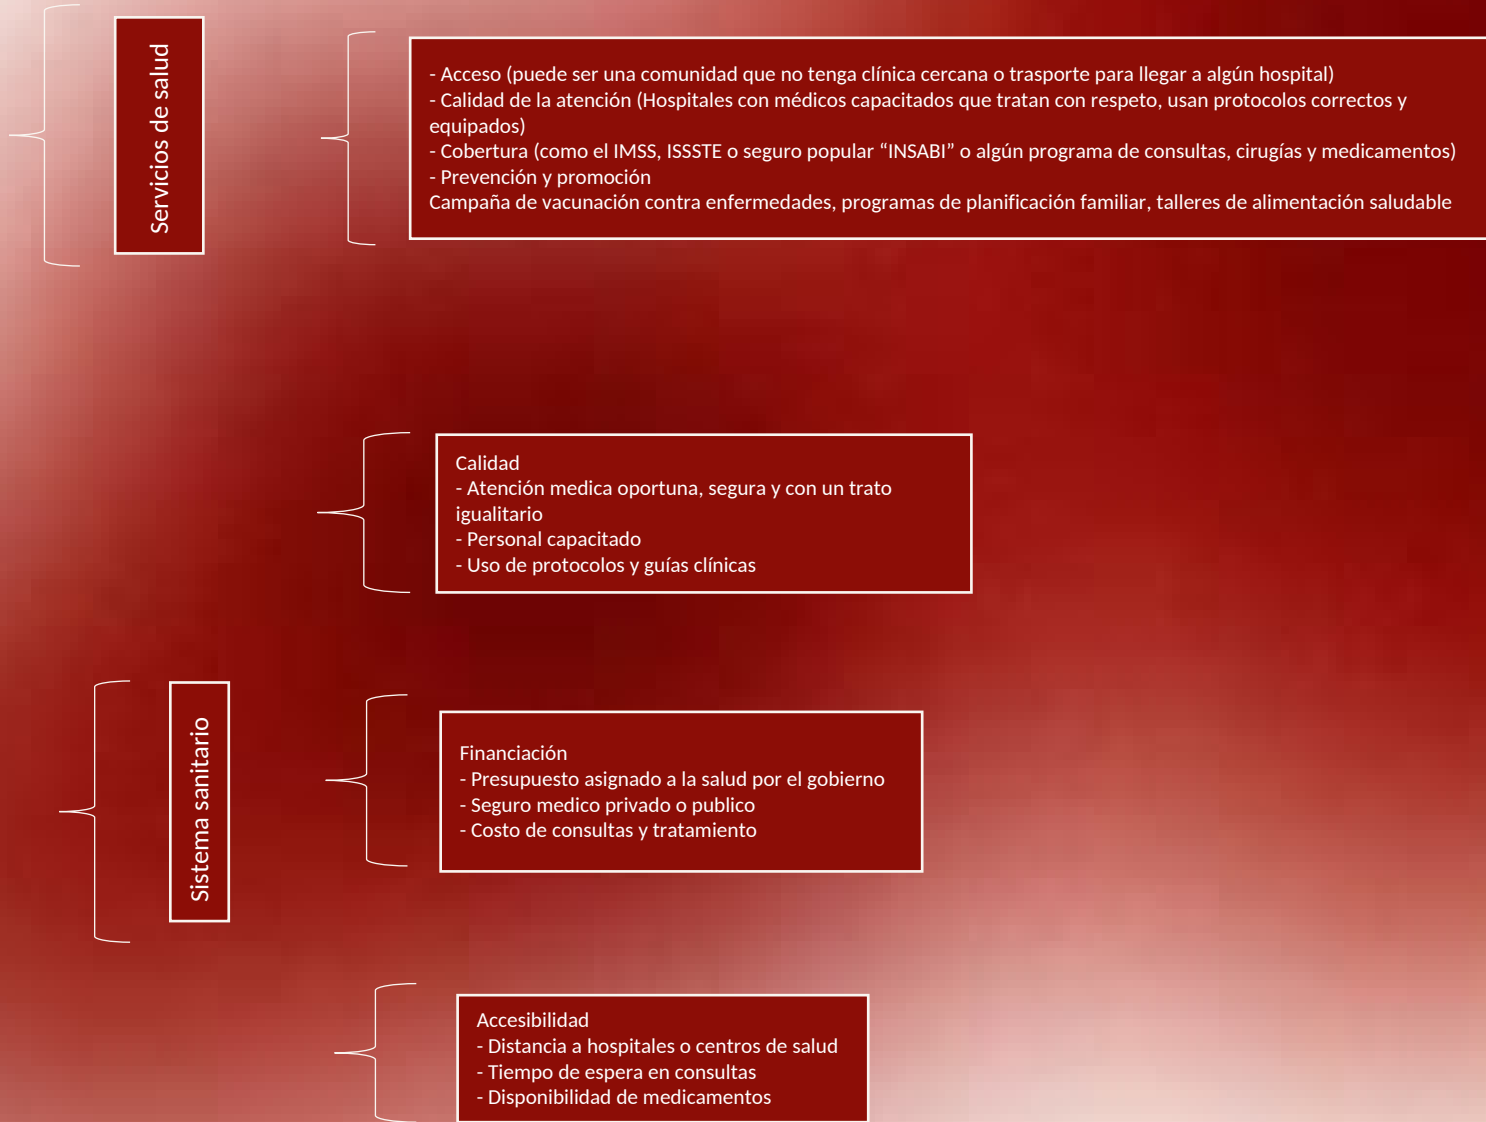 Servicios de salud
- Acceso (puede ser una comunidad que no tenga clínica cercana o trasporte para llegar a algún hospital)
- Calidad de la atención (Hospitales con médicos capacitados que tratan con respeto, usan protocolos correctos y
equipados)
- Cobertura (como el IMSS, ISSSTE o seguro popular “INSABI” o algún programa de consultas, cirugías y medicamentos)
- Prevención y promoción
Campaña de vacunación contra enfermedades, programas de planificación familiar, talleres de alimentación saludable
Calidad
- Atención medica oportuna, segura y con un trato
igualitario
- Personal capacitado
- Uso de protocolos y guías clínicas
Sistema sanitario
Financiación
- Presupuesto asignado a la salud por el gobierno
- Seguro medico privado o publico
- Costo de consultas y tratamiento
Accesibilidad
- Distancia a hospitales o centros de salud
- Tiempo de espera en consultas
- Disponibilidad de medicamentos